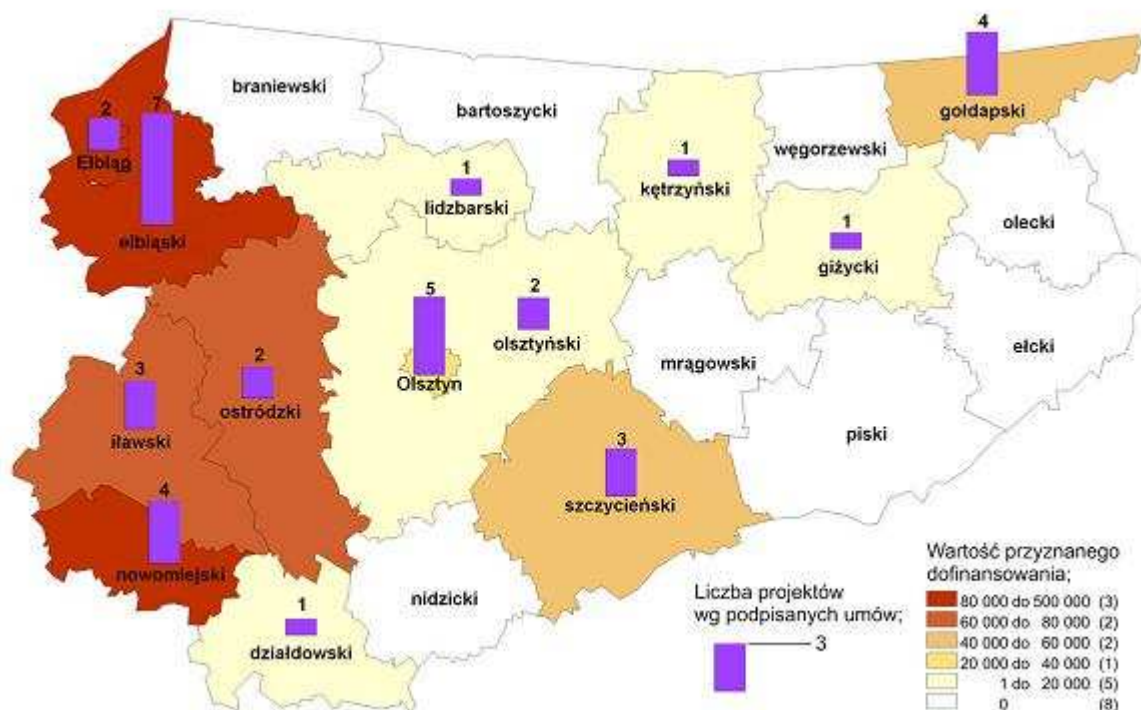 4
braniewski
bartoszycki
gołdapski
2
7
Elbląg
węgorzewski
1
kętrzyński
1
lidzbarski
elbląski
olecki
1
giżycki
5
2
olsztyński
Olsztyn
mrągowski
ełcki
3
iławski
2
ostródzki
piski
3
szczycieński
4
nowomiejski
nidzicki
1
działdowski
Liczba projektów
wg podpisanych umów;
3
Wartość przyznanego
dofinansowania;
80 000 do 500 000 (3)
60 000 do 80 000 (2)
40 000 do 60 000 (2)
20 000 do 40 000 (1)
1 do 20 000 (5)
0 (8)